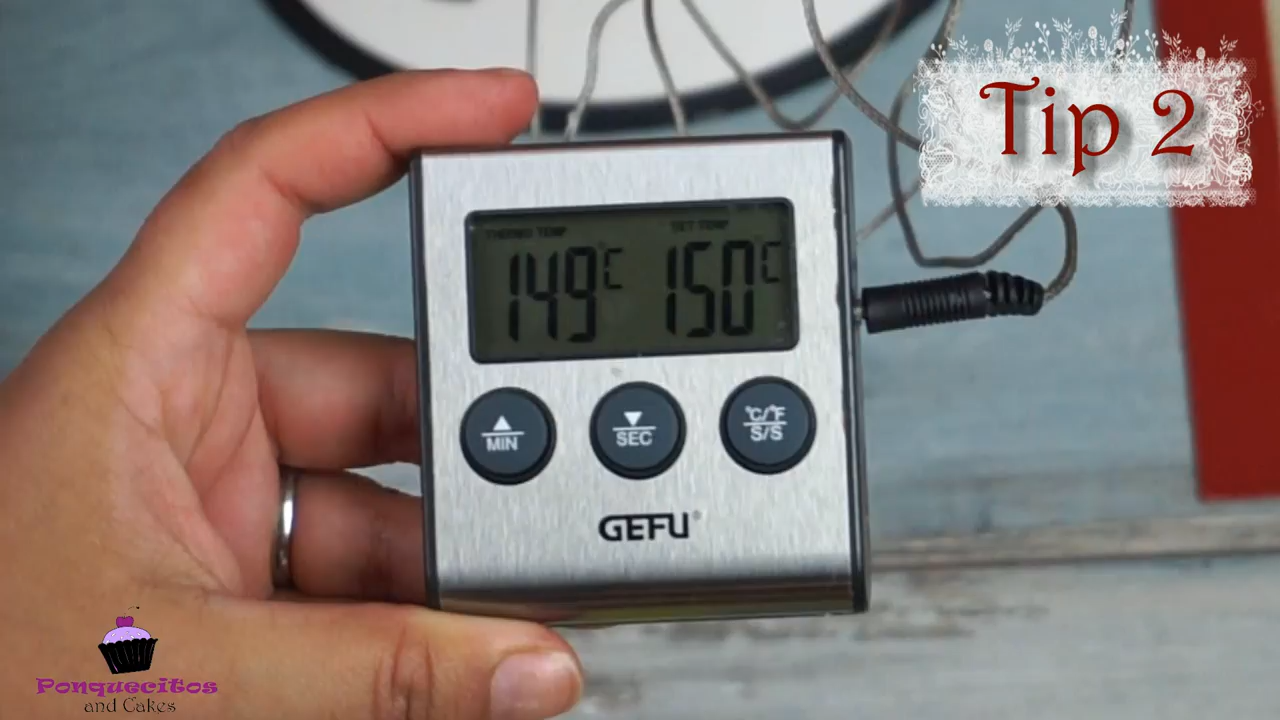 Tip 2
THERMO TEMP SET TEMP
149°C 150°C
▲ MIN
▼ SEC
°C/°F
S/S
GEFU®
Ponquecitos
and Cakes